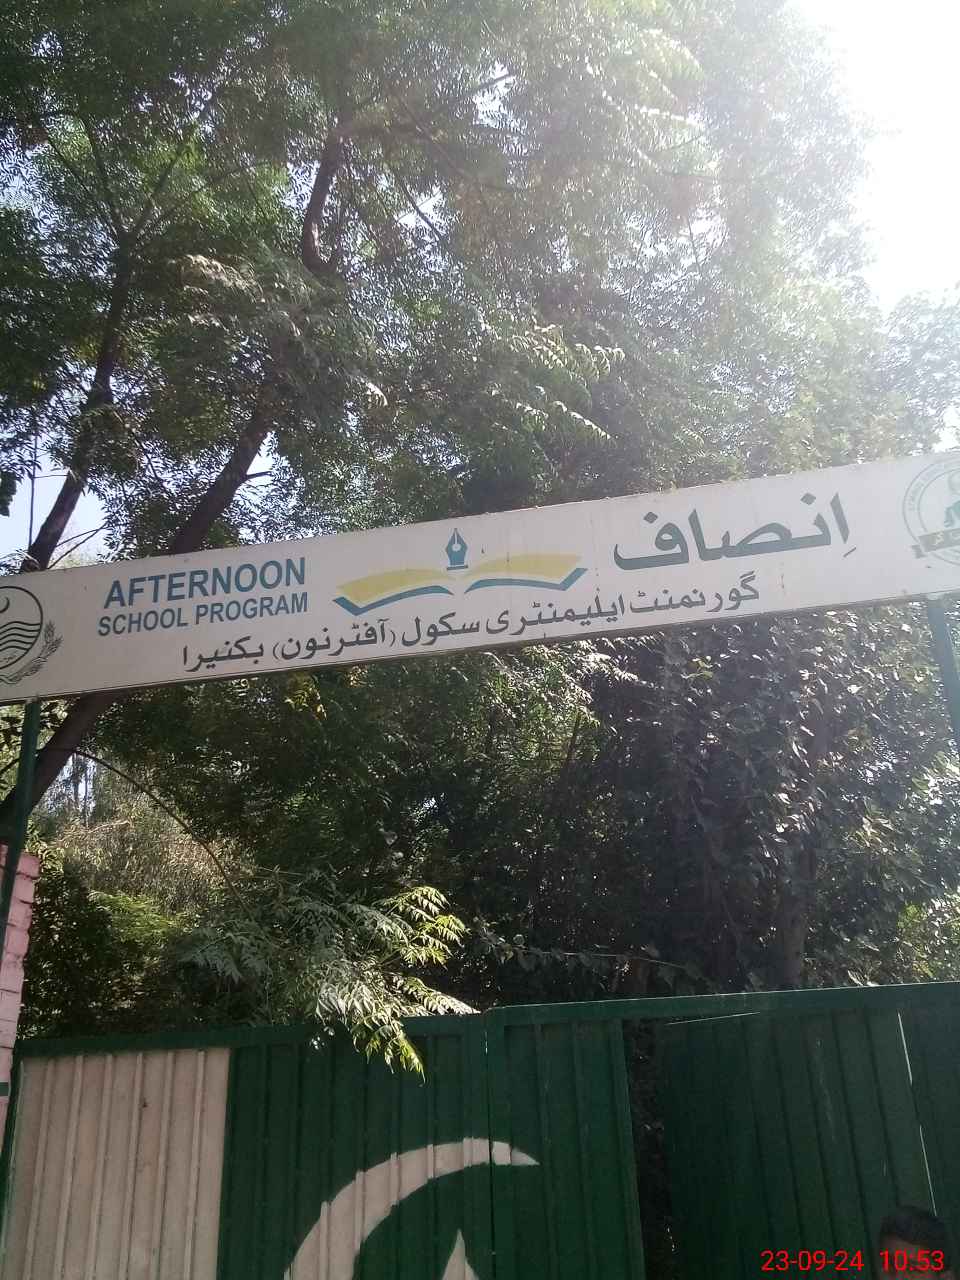 AFTERNOON
SCHOOL PROGRAM
اِنصاف
گورنمنٹ ایلیمنٹری سکول (آفٹرنون) بکنیرا
23-09-24 10:53